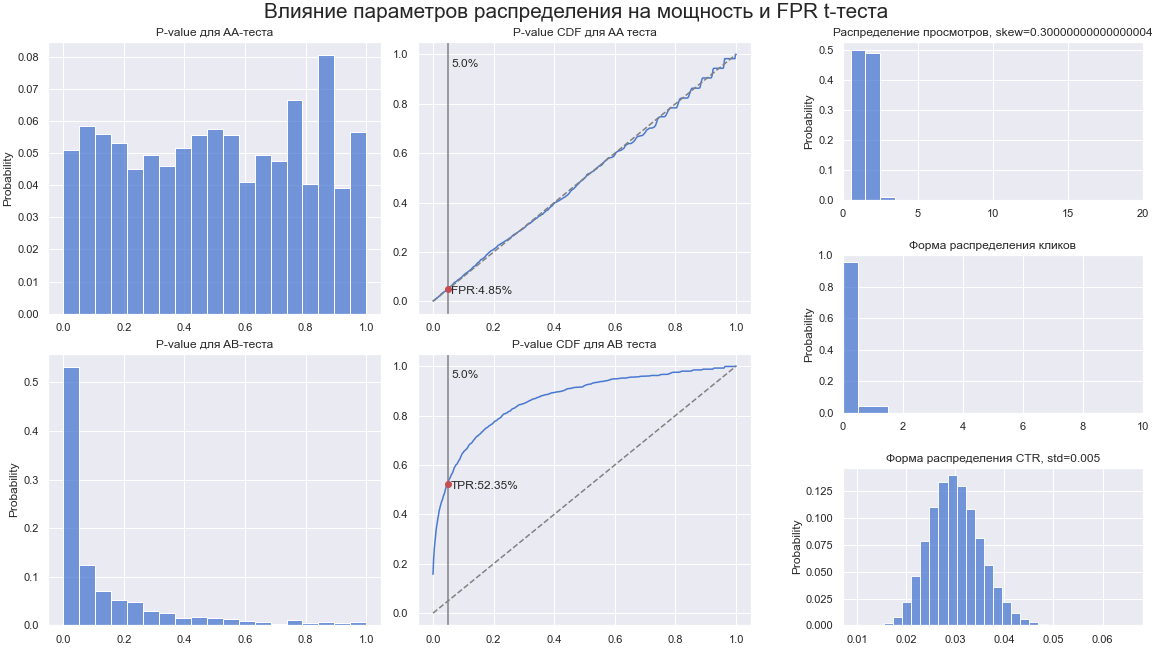 Влияние параметров распределения на мощность и FPR t-теста
P-value для AA-теста
Probability
0.08
0.07
0.06
0.05
0.04
0.03
0.02
0.01
0.00
0.0 0.2 0.4 0.6 0.8 1.0
P-value CDF для AA теста
5.0%
FPR:4.85%
1.0
0.8
0.6
0.4
0.2
0.0
0.0 0.2 0.4 0.6 0.8 1.0
Распределение просмотров, skew=0.30000000000000004
Probability
0.5
0.4
0.3
0.2
0.1
0.0
0 5 10 15 20
Форма распределения кликов
Probability
1.0
0.8
0.6
0.4
0.2
0.0
0 2 4 6 8 10
P-value для AB-теста
Probability
0.5
0.4
0.3
0.2
0.1
0.0
0.0 0.2 0.4 0.6 0.8 1.0
P-value CDF для AB теста
5.0%
TPR:52.35%
1.0
0.8
0.6
0.4
0.2
0.0
0.0 0.2 0.4 0.6 0.8 1.0
Форма распределения CTR, std=0.005
Probability
0.125
0.100
0.075
0.050
0.025
0.000
0.01 0.02 0.03 0.04 0.05 0.06